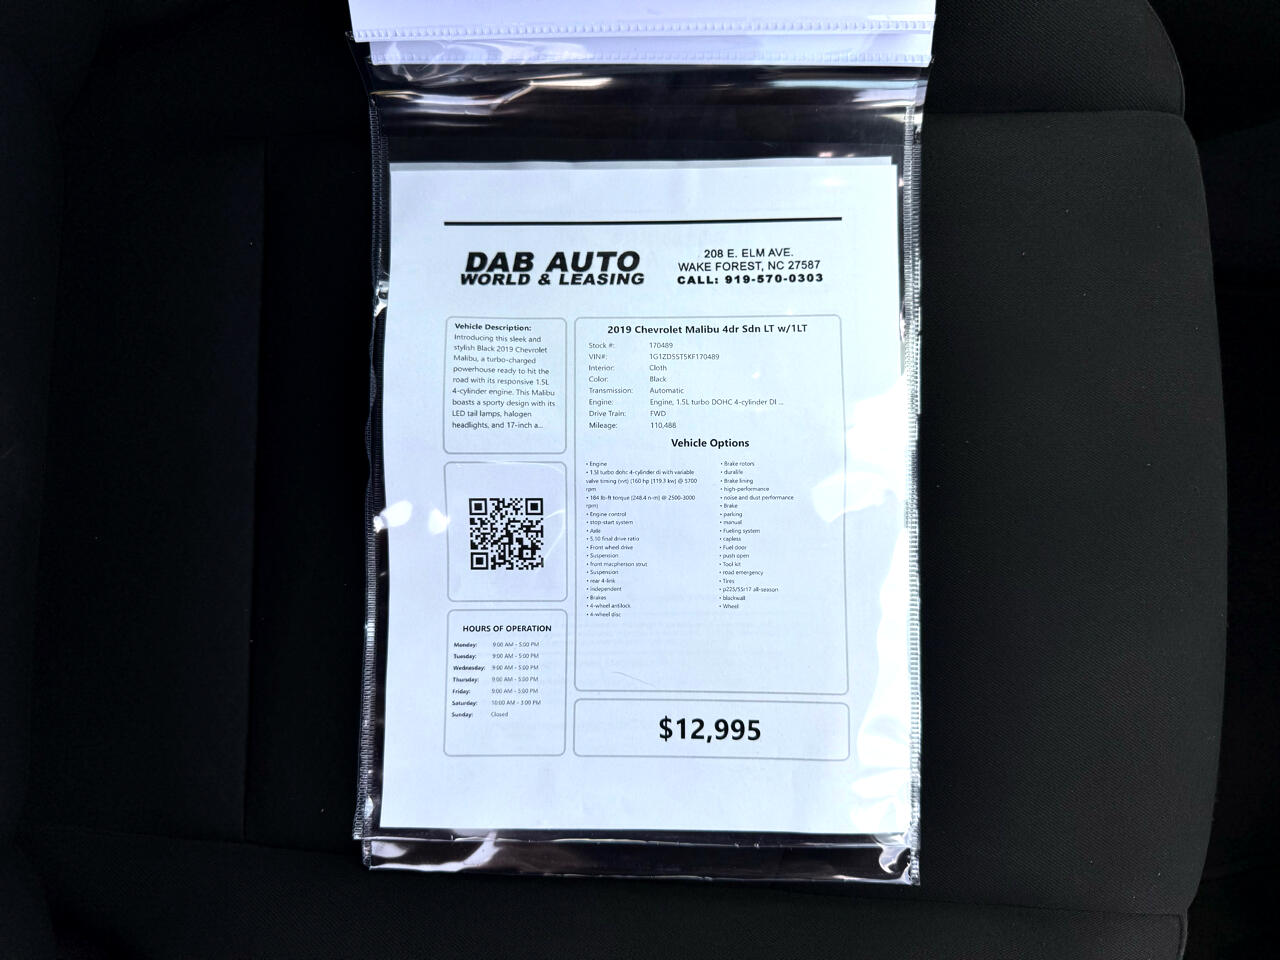 DAB AUTO
WORLD & LEASING
208 E. ELM AVE.
WAKE FOREST, NC 27587
CALL: 919-570-0303
Vehicle Description:
Introducing this sleek and
stylish Black 2019 Chevrolet
Malibu, a turbo-charged
powerhouse ready to hit the
road with its responsive 1.5L
4-cylinder engine. This Malibu
boasts a sporty design with its
LED tail lamps, halogen
headlights, and 17-inch a...
HOURS OF OPERATION
Monday: 9:00 AM - 5:00 PM
Tuesday: 9:00 AM - 5:00 PM
Wednesday: 9:00 AM - 5:00 PM
Thursday: 9:00 AM - 5:00 PM
Friday: 9:00 AM - 5:00 PM
Saturday: 10:00 AM - 3:00 PM
Sunday: Closed
2019 Chevrolet Malibu 4dr Sdn LT w/1LT
Stock #: 170489
VIN#: 1G1ZD5ST5KF170489
Interior: Cloth
Color: Black
Transmission: Automatic
Engine: Engine, 1.5L turbo DOHC 4-cylinder DI ...
Drive Train: FWD
Mileage: 110,488
Vehicle Options
• Engine
• 1.5l turbo dohc 4-cylinder di with variable
valve timing (vvt) (160 hp [119.3 kw] @ 5700
rpm
• 184 lb-ft torque [248.4 n-m] @ 2500-3000
rpm)
• Engine control
• stop-start system
• Axle
• 5.10 final drive ratio
• Front wheel drive
• Suspension
• front macpherson strut
• Suspension
• rear 4-link
• independent
• Brakes
• 4-wheel antilock
• 4-wheel disc
• Brake rotors
• duralife
• Brake lining
• high-performance
• noise and dust performance
• Brake
• parking
• manual
• Fueling system
• capless
• Fuel door
• push open
• Tool kit
• road emergency
• Tires
• p225/55r17 all-season
• blackwall
• Wheel
$12,995